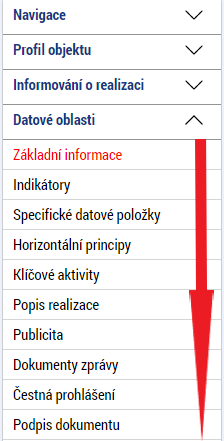 Navigace
Profil objektu
Informování o realizaci
Datové oblasti
Základní informace
Indikátory
Specifické datové položky
Horizontální principy
Klíčové aktivity
Popis realizace
Publicita
Dokumenty zprávy
Čestná prohlášení
Podpis dokumentu